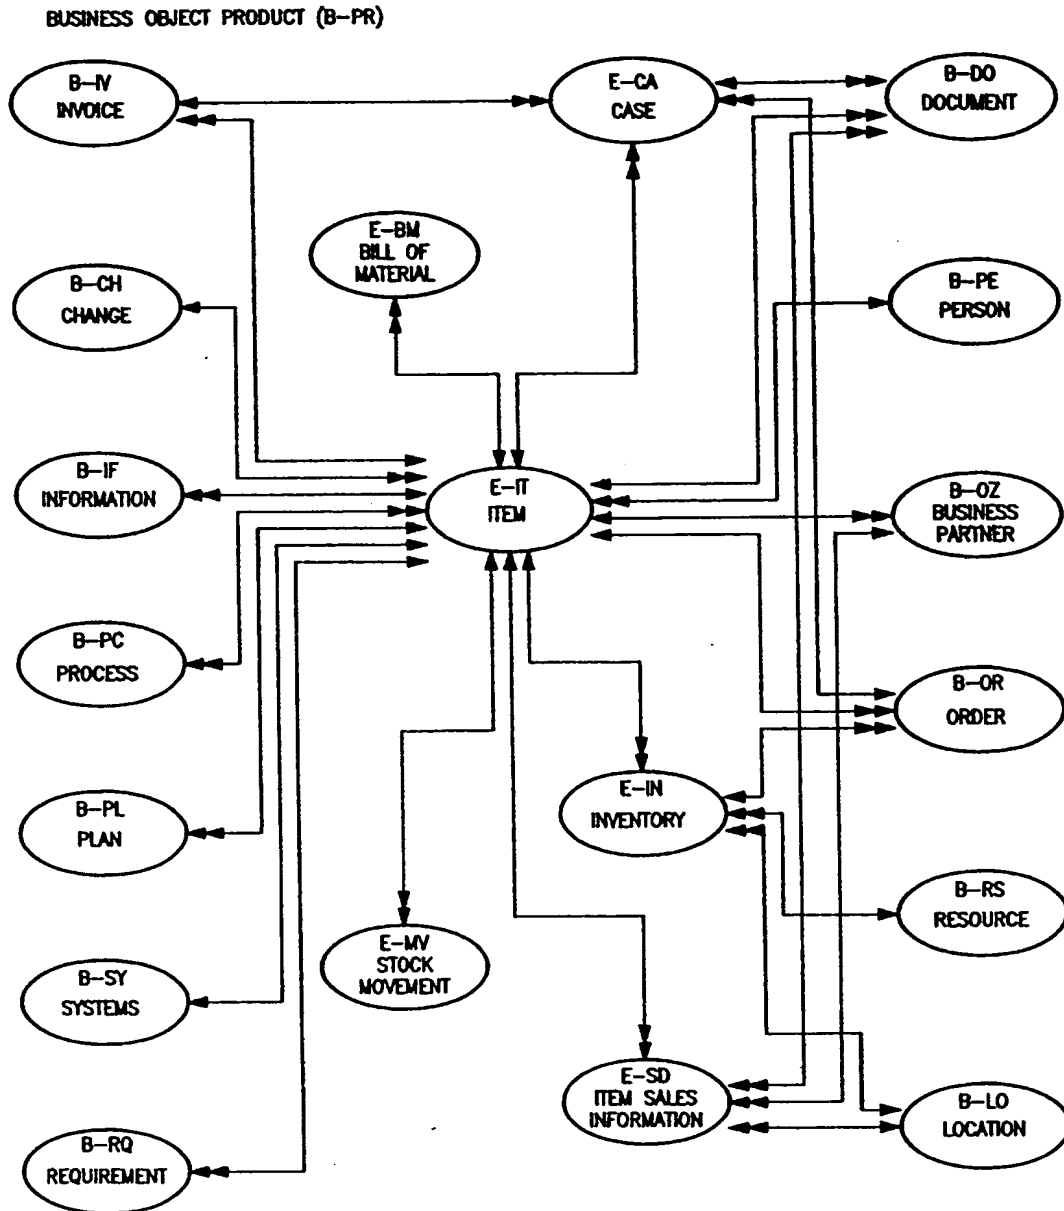 BUSINESS OBJECT PRODUCT (B-PR)
B-IV
INVOICE
E-CA
CASE
B-DO
DOCUMENT
E-BM
BILL OF
MATERIAL
B-CH
CHANGE
B-PE
PERSON
B-IF
INFORMATION
E-IT
ITEM
B-OZ
BUSINESS
PARTNER
B-PC
PROCESS
B-OR
ORDER
B-PL
PLAN
E-IN
INVENTORY
B-RS
RESOURCE
E-MV
STOCK
MOVEMENT
B-SY
SYSTEMS
E-SD
ITEM SALES
INFORMATION
B-LO
LOCATION
B-RQ
REQUIREMENT